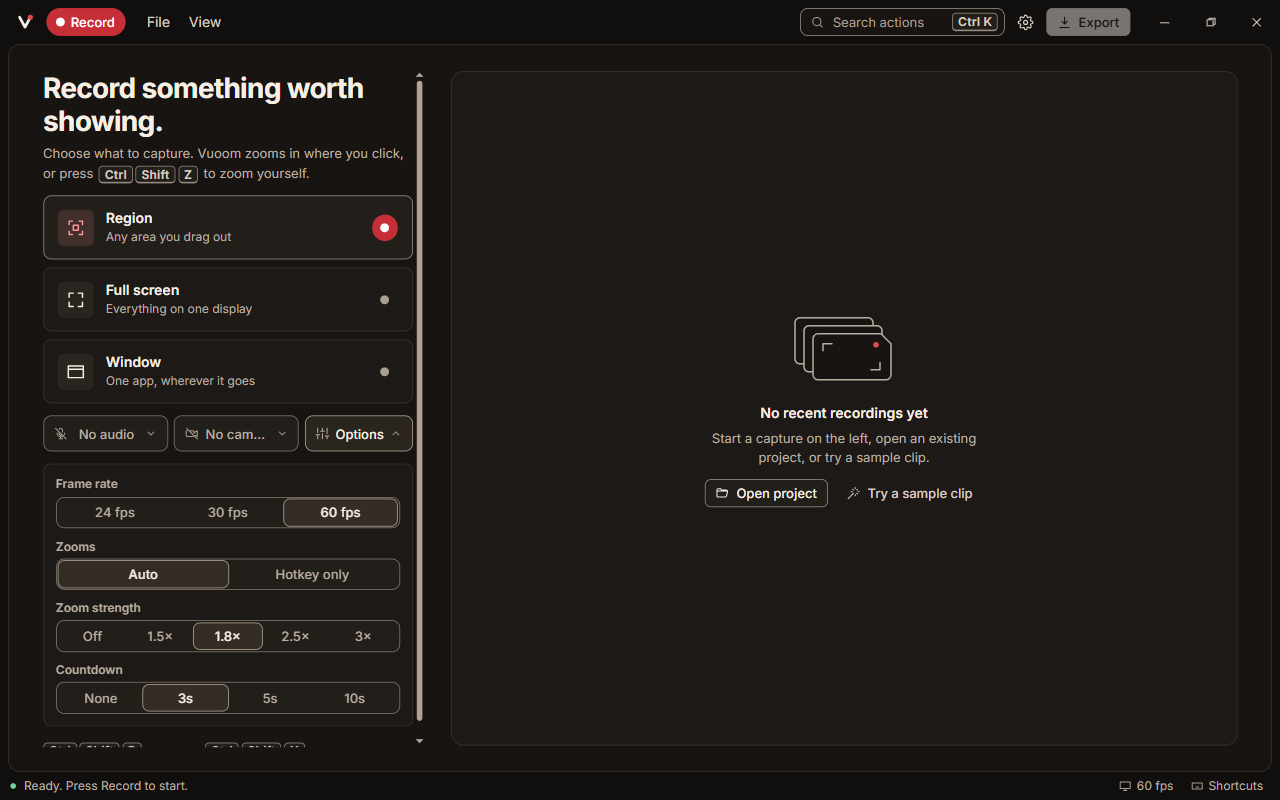 Record
File
View
Search actions
Ctrl K
Export
Record something worth
showing.
Choose what to capture. Vuoom zooms in where you click,
or press Ctrl Shift Z to zoom yourself.
Region
Any area you drag out
Full screen
Everything on one display
Window
One app, wherever it goes
No audio
No cam...
Options
Frame rate
24 fps
30 fps
60 fps
Zooms
Auto
Hotkey only
Zoom strength
Off
1.5×
1.8×
2.5×
3×
Countdown
None
3s
5s
10s
No recent recordings yet
Start a capture on the left, open an existing
project, or try a sample clip.
Open project
Try a sample clip
Ready. Press Record to start.
60 fps
Shortcuts